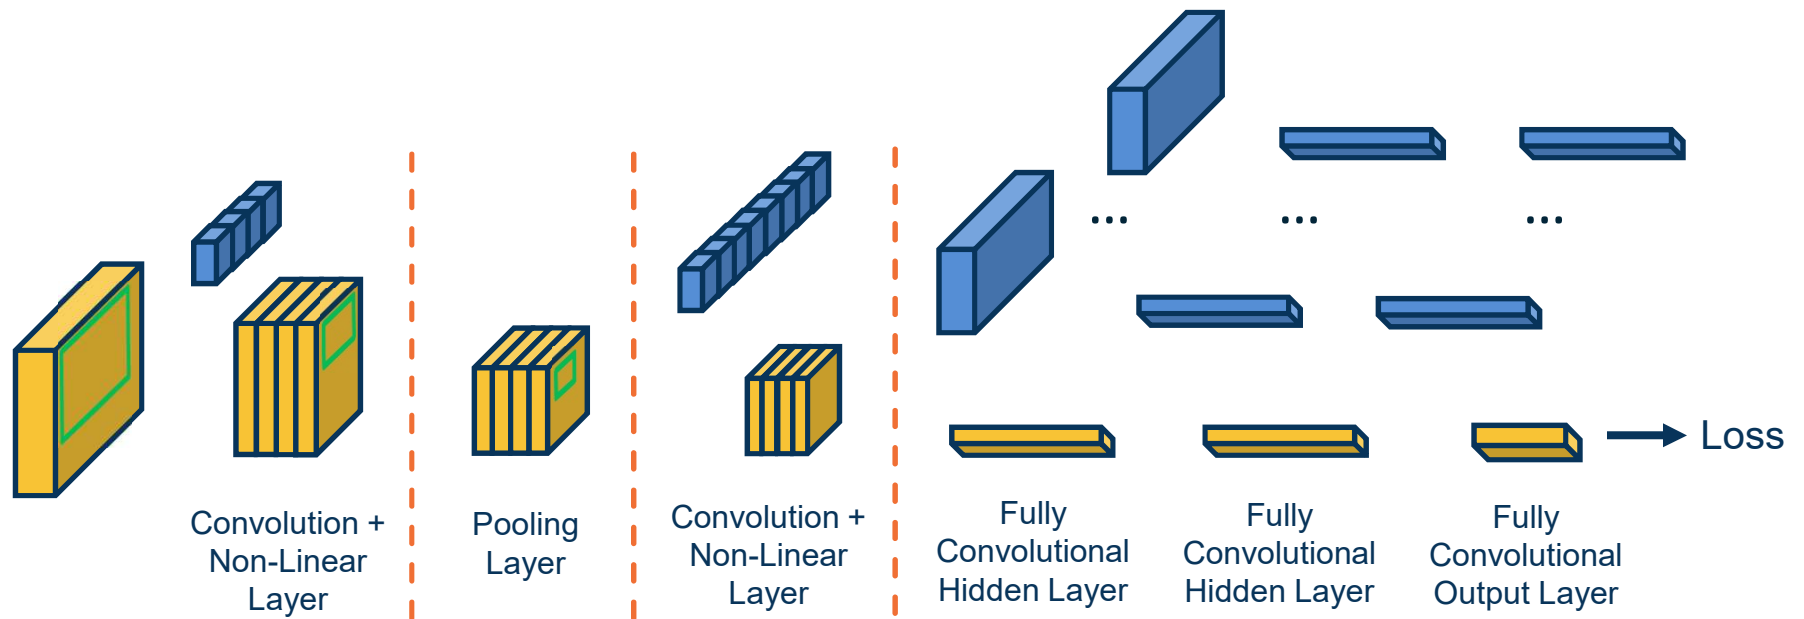 ...
...
...
Loss
Convolution +
Non-Linear
Layer
Pooling
Layer
Convolution +
Non-Linear
Layer
Fully
Convolutional
Hidden Layer
Fully
Convolutional
Hidden Layer
Fully
Convolutional
Output Layer